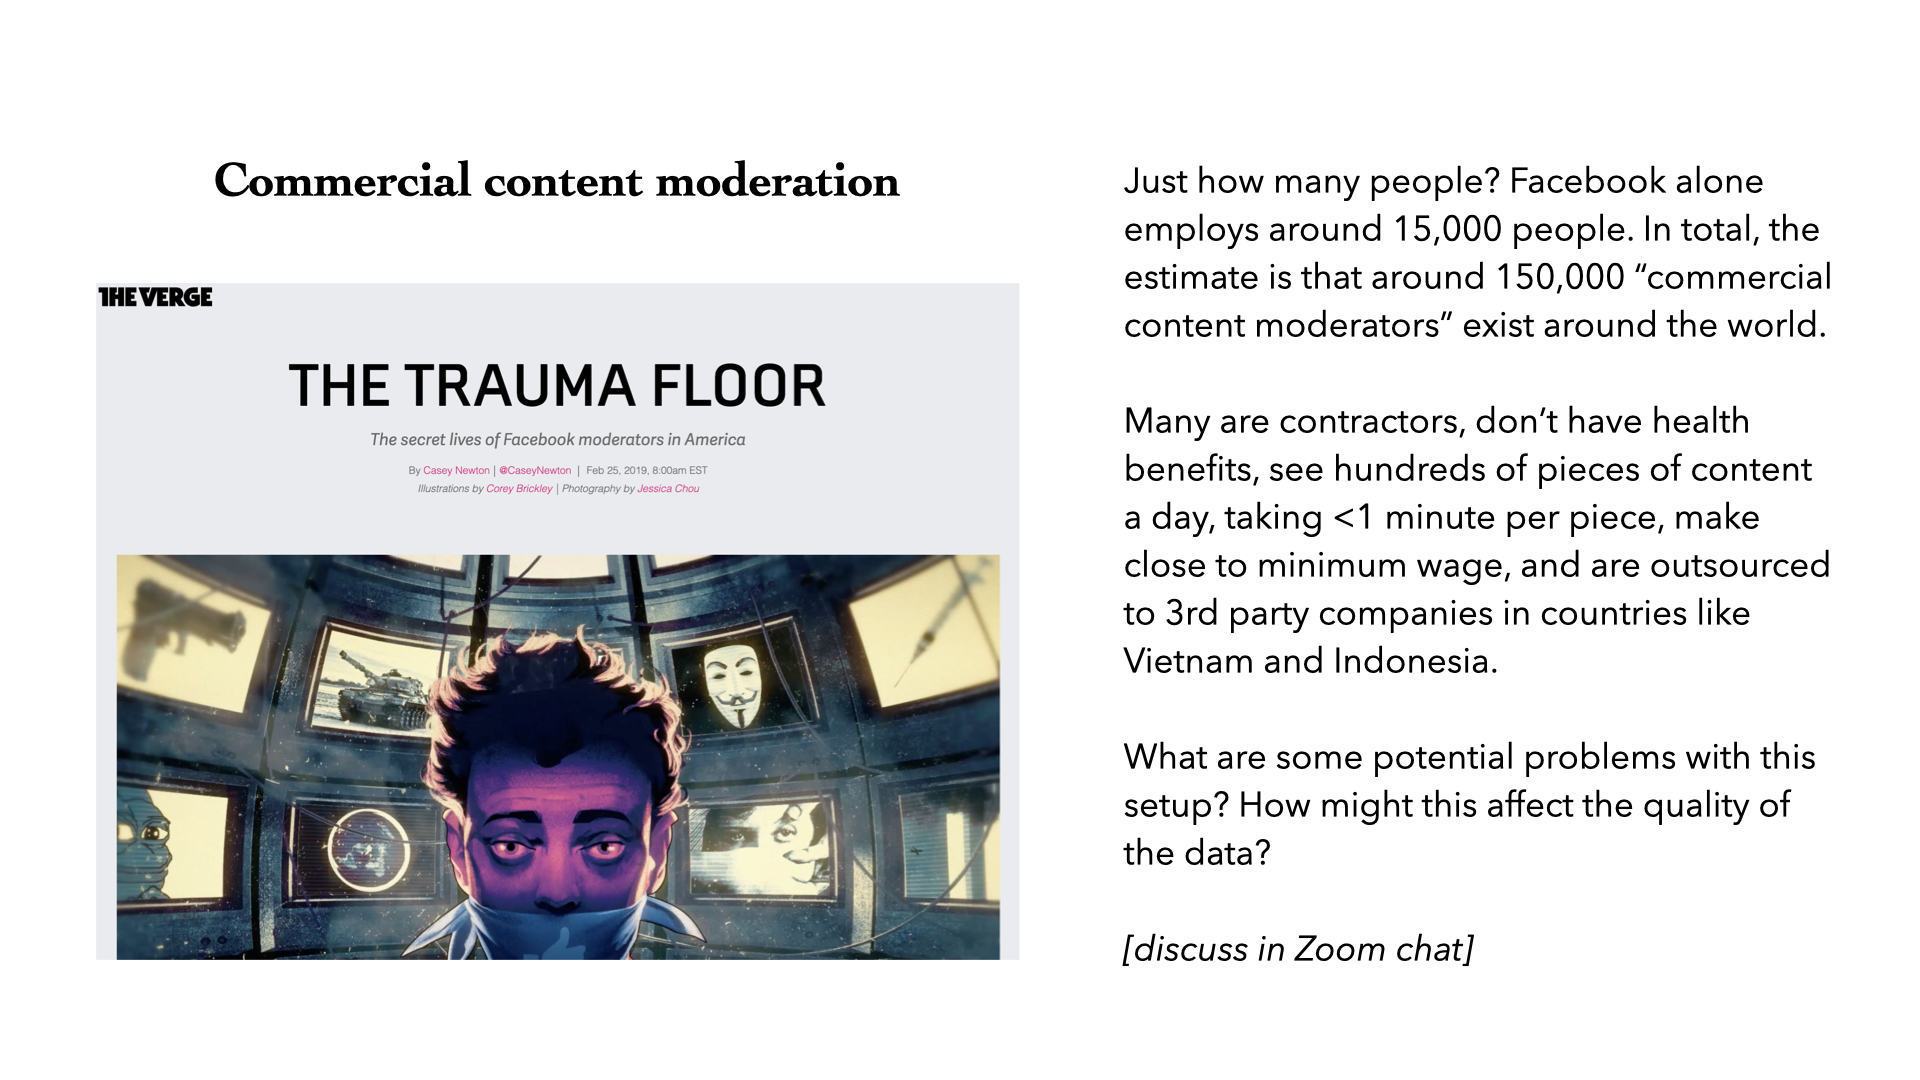 Commercial content moderation
THE VERGE
THE TRAUMA FLOOR
The secret lives of Facebook moderators in America
By Casey Newton | @CaseyNewton | Feb 25, 2019, 8:00am EST
Illustrations by Corey Brickley | Photography by Jessica Chou
Just how many people? Facebook alone
employs around 15,000 people. In total, the
estimate is that around 150,000 “commercial
content moderators” exist around the world.
Many are contractors, don’t have health
benefits, see hundreds of pieces of content
a day, taking <1 minute per piece, make
close to minimum wage, and are outsourced
to 3rd party companies in countries like
Vietnam and Indonesia.
What are some potential problems with this
setup? How might this affect the quality of
the data?
[discuss in Zoom chat]